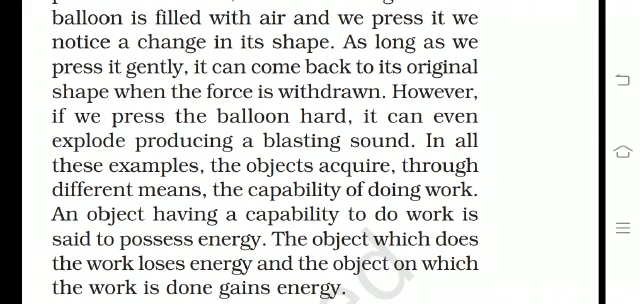 balloon is filled with air and we press it we
notice a change in its shape. As long as we
press it gently, it can come back to its original
shape when the force is withdrawn. However,
if we press the balloon hard, it can even
explode producing a blasting sound. In all
these examples, the objects acquire, through
different means, the capability of doing work.
An object having a capability to do work is
said to possess energy. The object which does
the work loses energy and the object on which
the work is done gains energy.